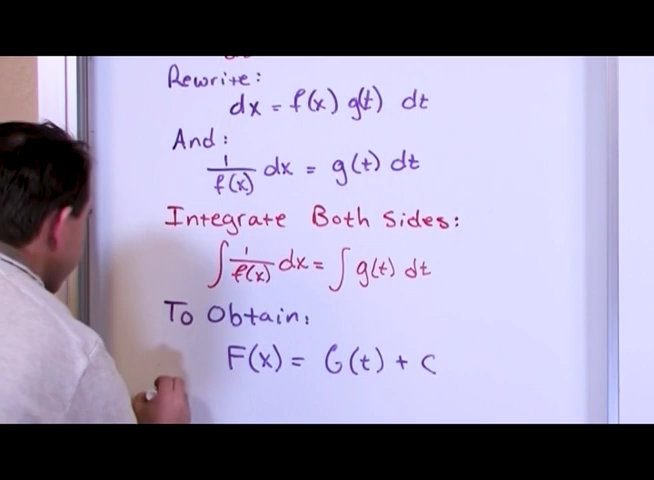 Rewrite:
dx = f(x) g(t) dt
And:
1/f(x) dx = g(t) dt
Integrate Both Sides:
∫ 1/f(x) dx = ∫ g(t) dt
To Obtain:
F(x) = G(t) + C